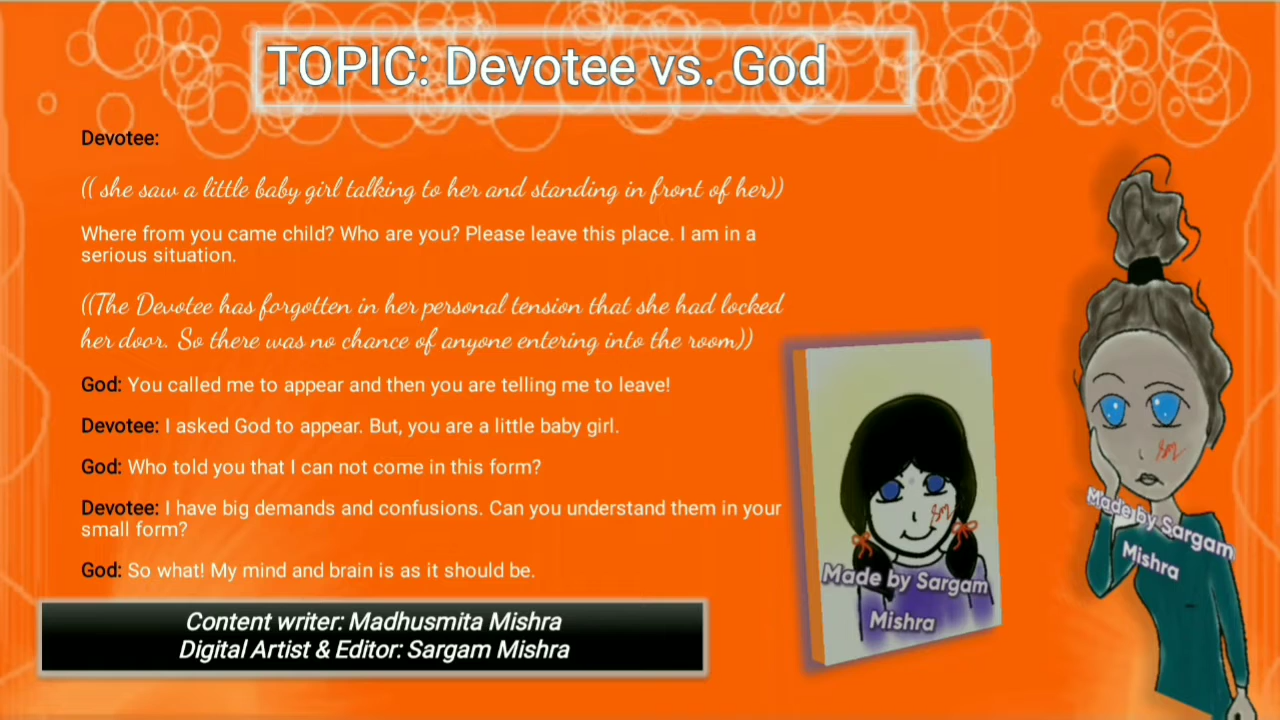 TOPIC: Devotee vs. God
Devotee:
(( she saw a little baby girl talking to her and standing in front of her))
Where from you came child? Who are you? Please leave this place. I am in a
serious situation.
((The Devotee has forgotten in her personal tension that she had locked
her door. So there was no chance of anyone entering into the room))
God: You called me to appear and then you are telling me to leave!
Devotee: I asked God to appear. But, you are a little baby girl.
God: Who told you that I can not come in this form?
Devotee: I have big demands and confusions. Can you understand them in your
small form?
God: So what! My mind and brain is as it should be.
Content writer: Madhusmita Mishra
Digital Artist & Editor: Sargam Mishra
SM
Made by Sargam
Mishra
SM
Made by Sargam
Mishra